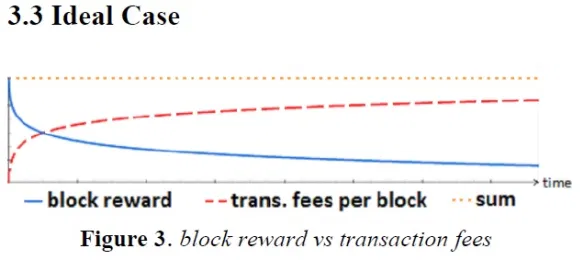 3.3 Ideal Case
time
block reward trans. fees per block sum
Figure 3. block reward vs transaction fees